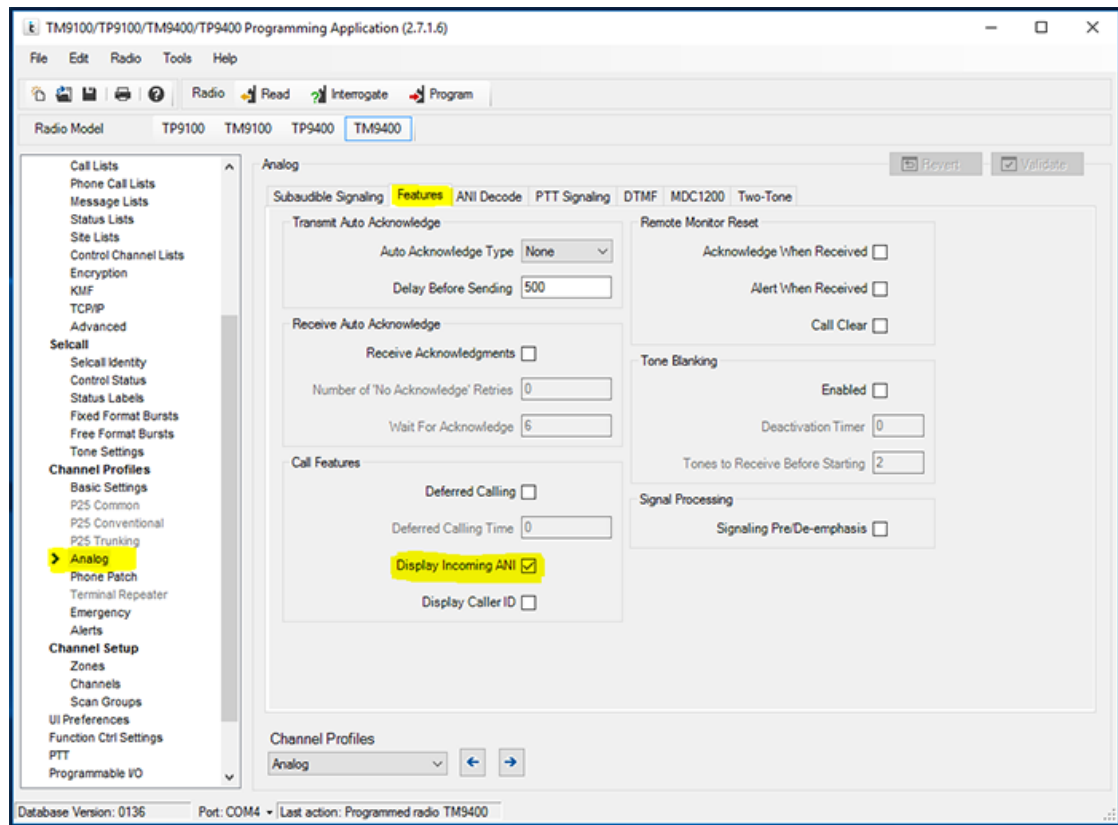 TM9100/TP9100/TM9400/TP9400 Programming Application (2.7.1.6)
File Edit Radio Tools Help
Radio Read Interrogate Program
Radio Model TP9100 TM9100 TP9400 TM9400
Call Lists
Phone Call Lists
Message Lists
Status Lists
Site Lists
Control Channel Lists
Encryption
KMF
TCP/IP
Advanced
Selcall
Selcall Identity
Control Status
Status Labels
Fixed Format Bursts
Free Format Bursts
Tone Settings
Channel Profiles
Basic Settings
P25 Common
P25 Conventional
P25 Trunking
Analog
Phone Patch
Terminal Repeater
Emergency
Alerts
Channel Setup
Zones
Channels
Scan Groups
UI Preferences
Function Ctrl Settings
PTT
Programmable I/O
Analog
Revert Validate
Subaudible Signaling Features ANI Decode PTT Signaling DTMF MDC1200 Two-Tone
Transmit Auto Acknowledge
Auto Acknowledge Type None
Delay Before Sending 500
Receive Auto Acknowledge
Receive Acknowledgments
Number of 'No Acknowledge' Retries 0
Wait For Acknowledge 6
Call Features
Deferred Calling
Deferred Calling Time 0
Display Incoming ANI
Display Caller ID
Remote Monitor Reset
Acknowledge When Received
Alert When Received
Call Clear
Tone Blanking
Enabled
Deactivation Timer 0
Tones to Receive Before Starting 2
Signal Processing
Signaling Pre/De-emphasis
Channel Profiles
Analog
Database Version: 0136 Port: COM4 Last action: Programmed radio TM9400